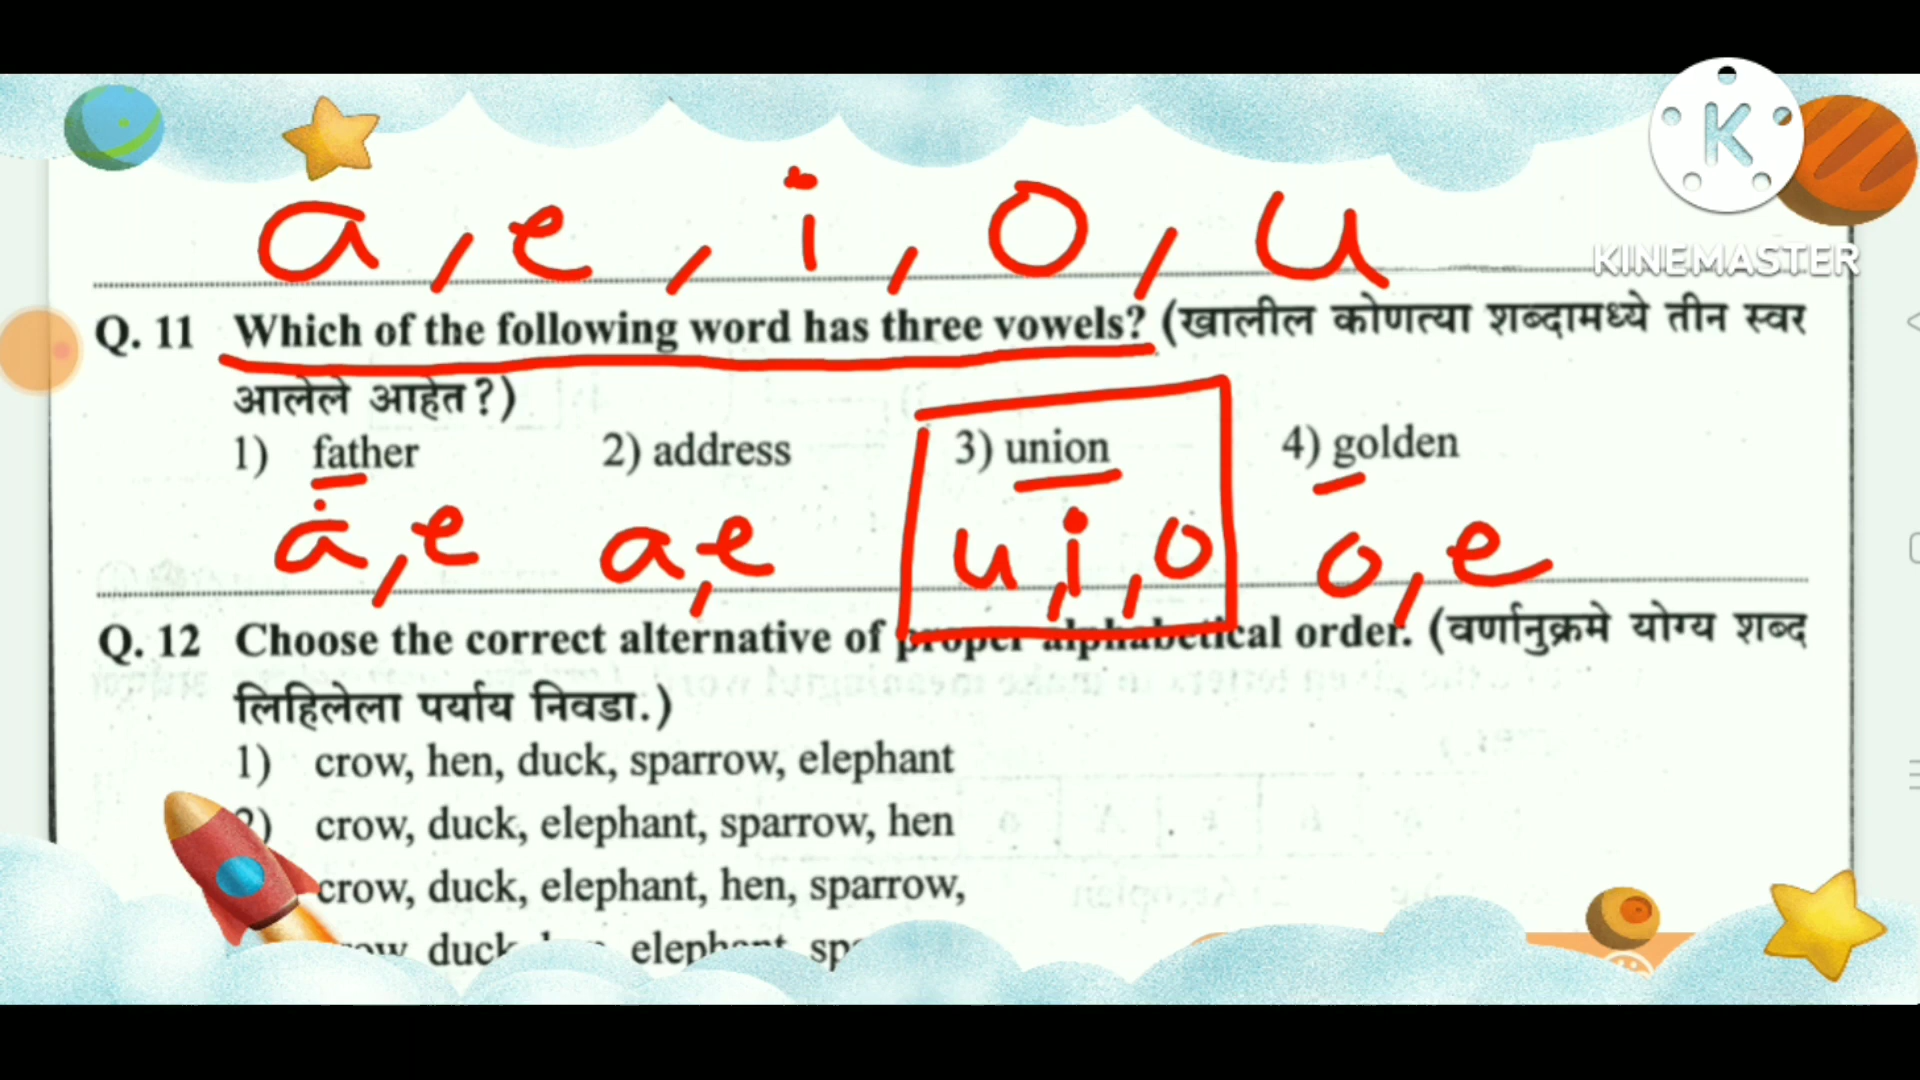 a, e, i, o, u
KINEMASTER
Q. 11 Which of the following word has three vowels? (खालील कोणत्या शब्दामध्ये तीन स्वर
आलेले आहेत?)
1) father 2) address 3) union 4) golden
a, e a, e u, i, o o, e
Q. 12 Choose the correct alternative of proper alphabetical order. (वर्णानुक्रमे योग्य शब्द
लिहिलेला पर्याय निवडा.)
1) crow, hen, duck, sparrow, elephant
2) crow, duck, elephant, sparrow, hen
crow, duck, elephant, hen, sparrow,
duck elephant